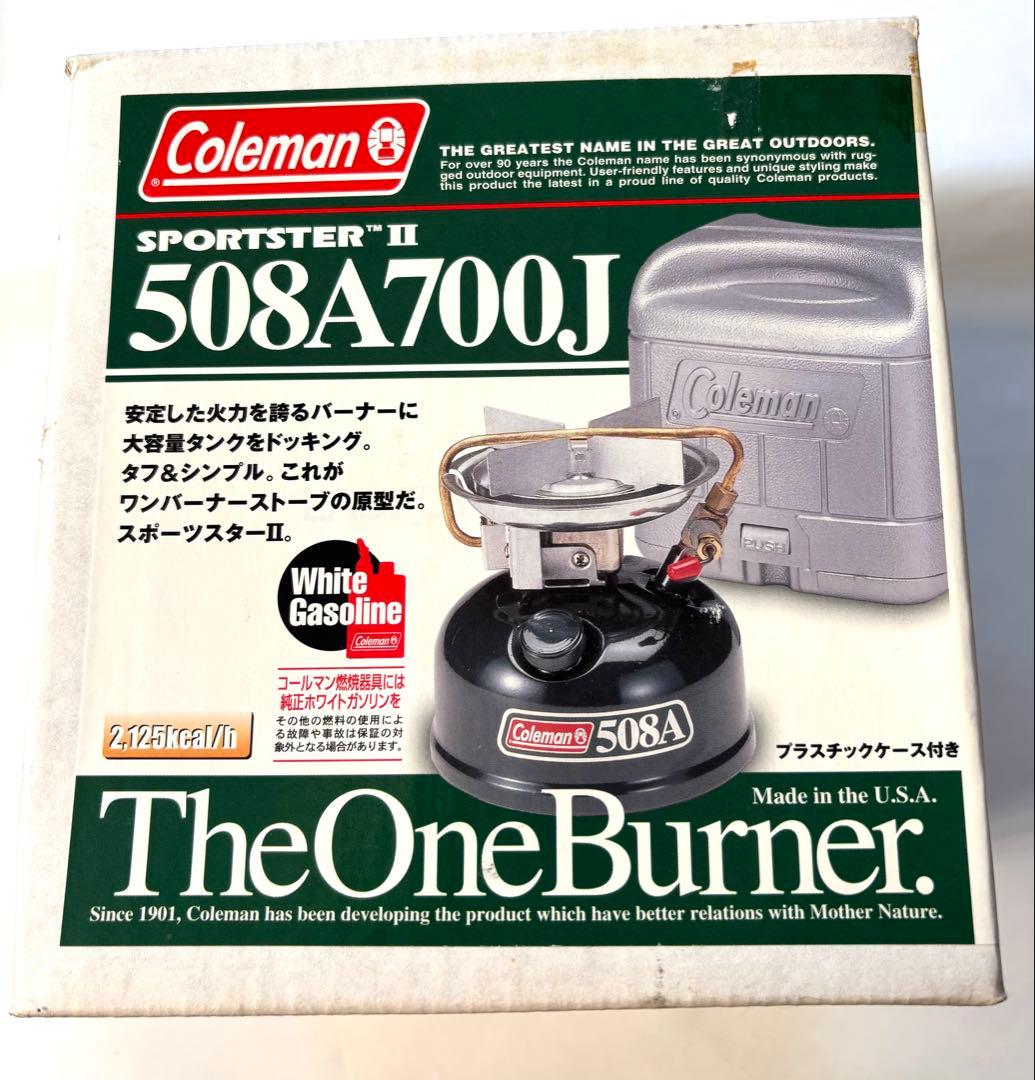 Coleman
THE GREATEST NAME IN THE GREAT OUTDOORS.
For over 90 years the Coleman name has been synonymous with rug-
ged outdoor equipment. User-friendly features and unique styling make
this product the latest in a proud line of quality Coleman products.
SPORTSTER™ II
508A700J
安定した火力を誇るバーナーに
大容量タンクをドッキング。
タフ&シンプル。これが
ワンバーナーストーブの原型だ。
スポーツスターII。
Coleman
PUSH
White
Gasoline
Coleman
コールマン燃焼器具には
純正ホワイトガソリンを
その他の燃料の使用によ
る故障や事故は保証の対
象外となる場合があります。
2,125kcal/h
Coleman 508A
プラスチックケース付き
Made in the U.S.A.
The One Burner.
Since 1901, Coleman has been developing the product which have better relations with Mother Nature.